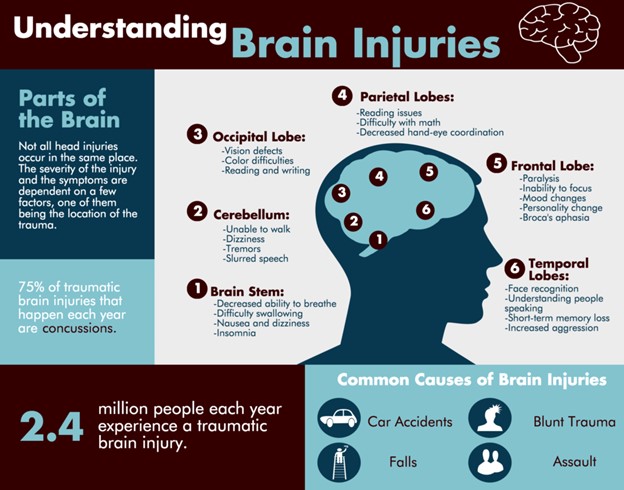 Understanding
Brain Injuries
Parts of
the Brain
Not all head injuries
occur in the same place.
The severity of the injury
and the symptoms are
dependent on a few
factors, one of them
being the location of the
trauma.
75% of traumatic
brain injuries that
happen each year
are concussions.
4 Parietal Lobes:
-Reading issues
-Difficulty with math
-Decreased hand-eye coordination
3 Occipital Lobe:
-Vision defects
-Color difficulties
-Reading and writing
2 Cerebellum:
-Unable to walk
-Dizziness
-Tremors
-Slurred speech
1 Brain Stem:
-Decreased ability to breathe
-Difficulty swallowing
-Nausea and dizziness
-Insomnia
4
5
3
6
2
1
5 Frontal Lobe:
-Paralysis
-Inability to focus
-Mood changes
-Personality change
-Broca's aphasia
6 Temporal
Lobes:
-Face recognition
-Understanding people
speaking
-Short-term memory loss
-Increased aggression
2.4
million people each year
experience a traumatic
brain injury.
Common Causes of Brain Injuries
Car Accidents
Blunt Trauma
Falls
Assault